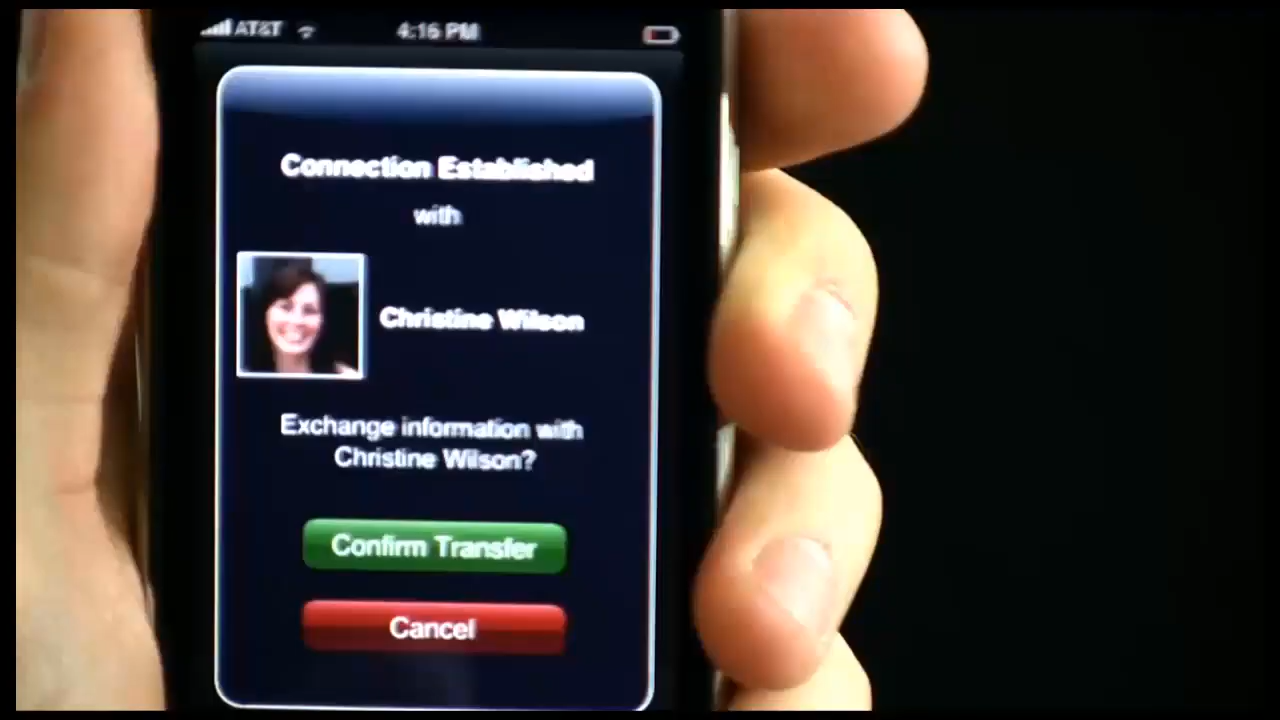 AT&T 4:16 PM
Connection Established
with
Christine Wilson
Exchange information with
Christine Wilson?
Confirm Transfer
Cancel